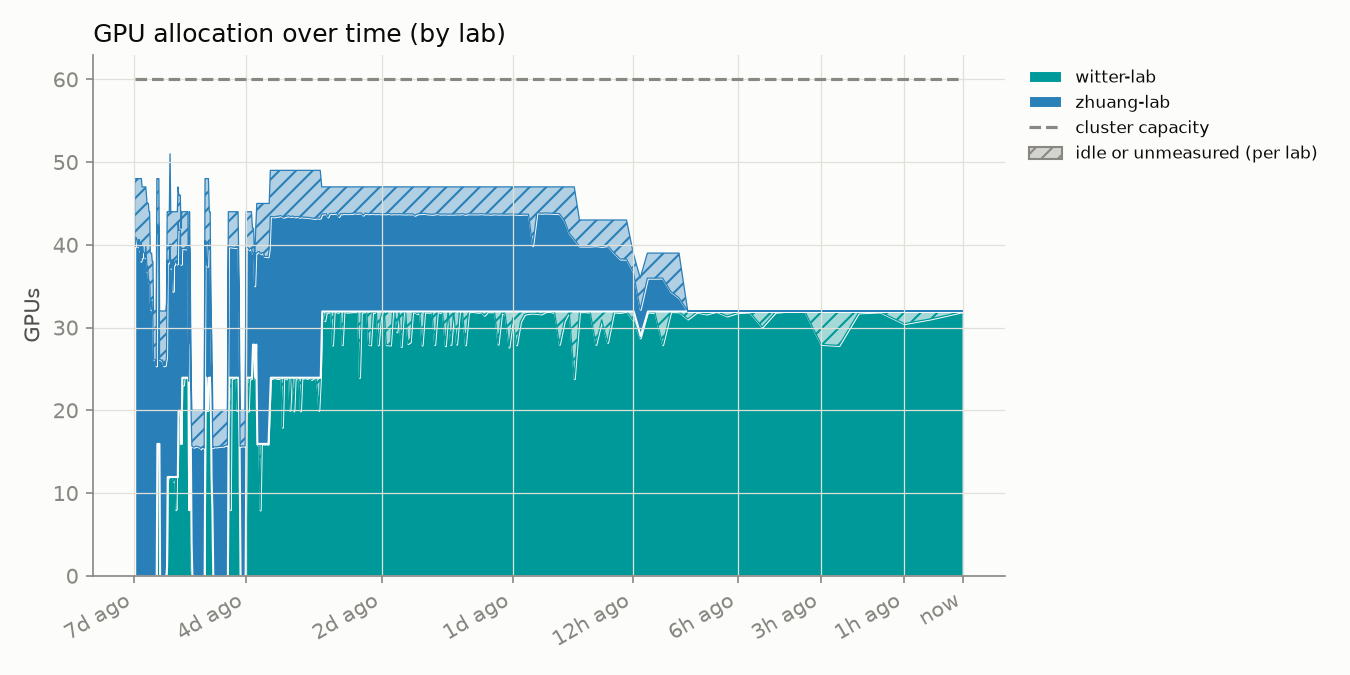 GPU allocation over time (by lab)
GPUs
60
50
40
30
20
10
0
7d ago
4d ago
2d ago
1d ago
12h ago
6h ago
3h ago
1h ago
now
witter-lab
zhuang-lab
cluster capacity
idle or unmeasured (per lab)